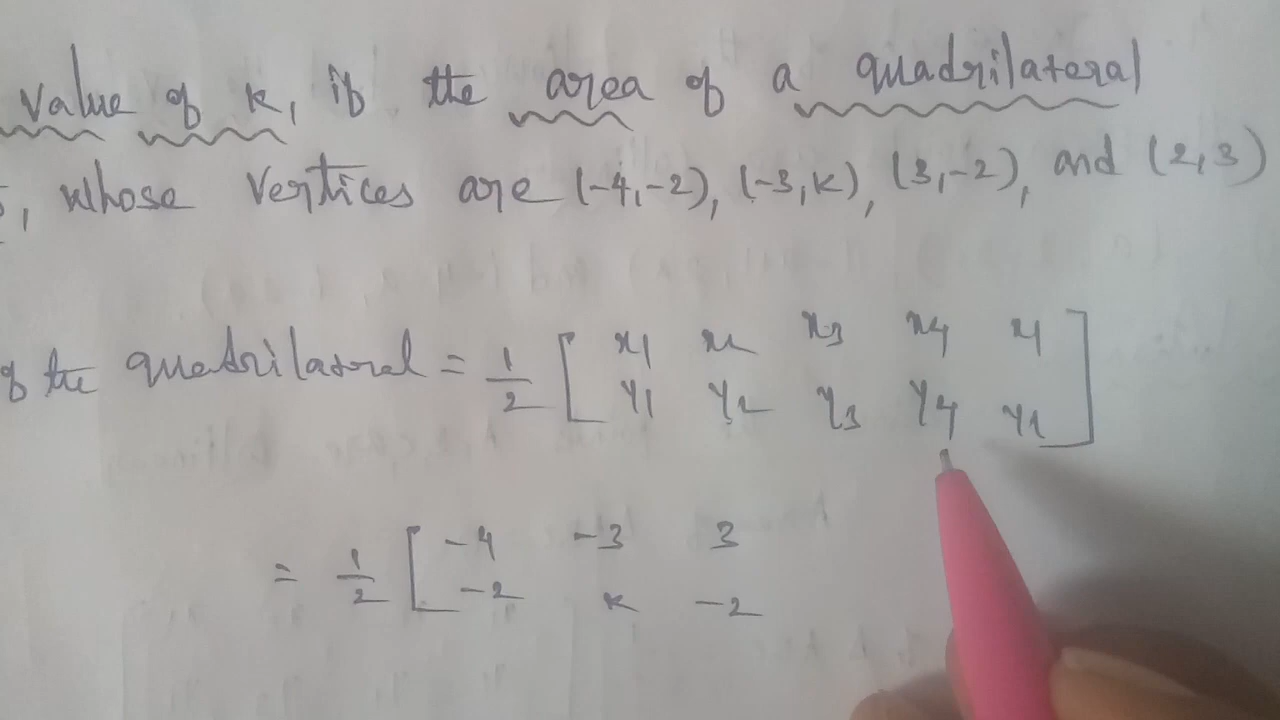 value of k, if the area of a quadrilateral
, whose vertices are (-4,-2), (-3,k), (3,-2), and (2,3)
of the quadrilateral = 1/2 [ x1 x2 x3 x4 x1
y1 y2 y3 y4 y1 ]
= 1/2 [ -4 -3 3
-2 k -2